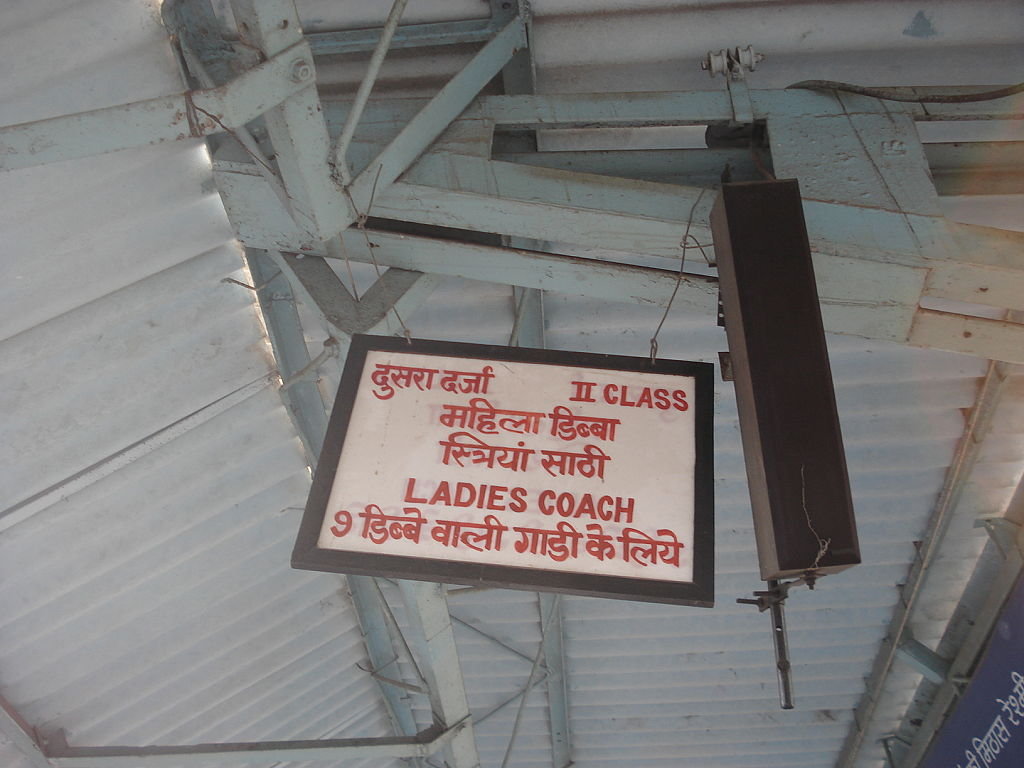 दुसरा दर्जा II CLASS
महिला डिब्बा
स्त्रियां साठी
LADIES COACH
9 डिब्बे वाली गाडी के लिये
मिठास